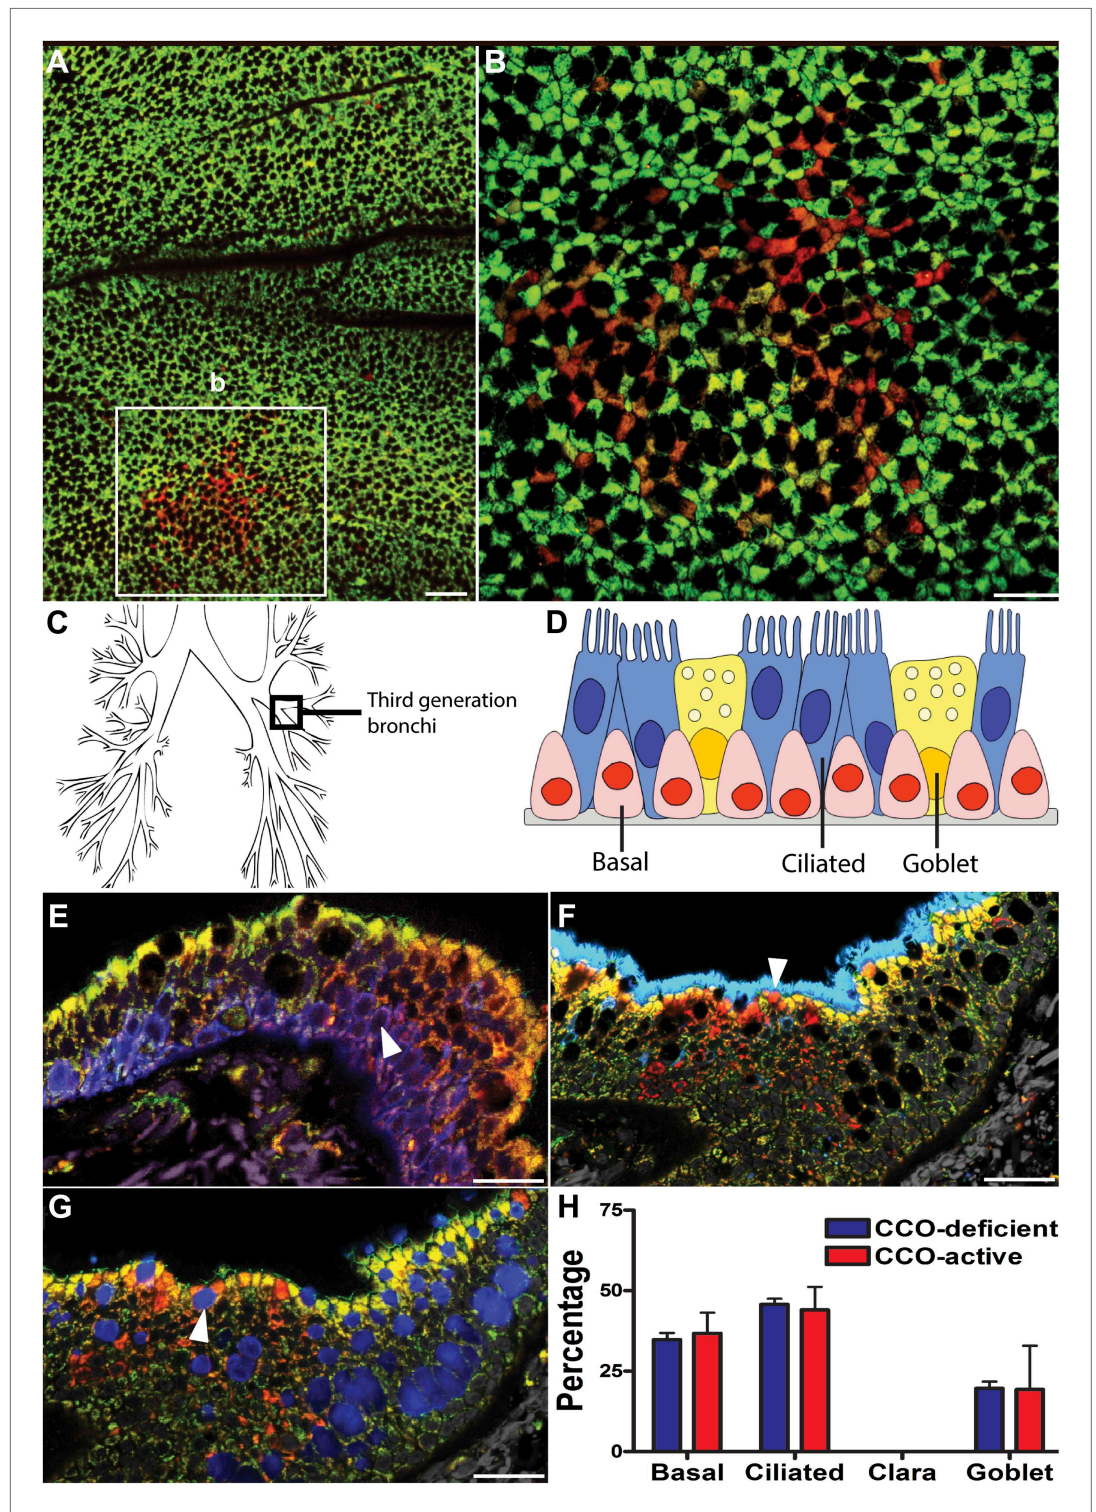 A
B
b
C
Third generation
bronchi
D
Basal
Ciliated
Goblet
E
F
G
H
75
50
25
0
Percentage
CCO-deficient
CCO-active
Basal
Ciliated
Clara
Goblet